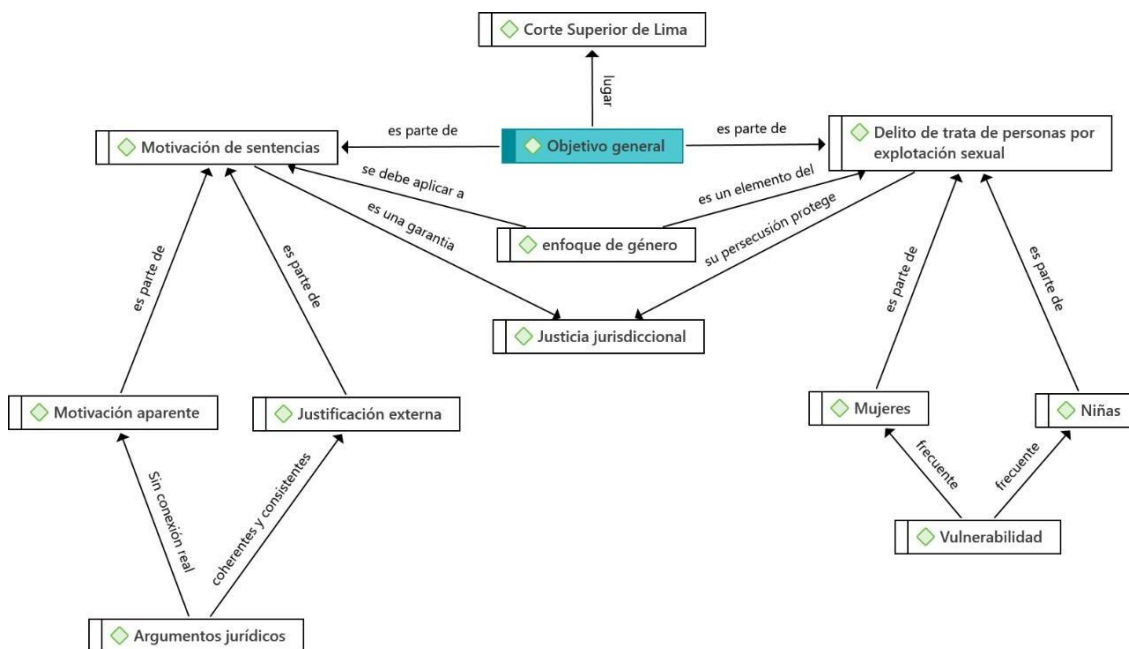 Corte Superior de Lima
lugar
es parte de
es parte de
Motivación de sentencias
Objetivo general
Delito de trata de personas por
explotación sexual
se debe aplicar a
es un elemento del
es una garantía
enfoque de género
su persecusión protege
es parte de
es parte de
es parte de
es parte de
Justicia jurisdiccional
Motivación aparente
Justificación externa
Mujeres
Niñas
Sin conexión real
coherentes y consistentes
frecuente
frecuente
Vulnerabilidad
Argumentos jurídicos